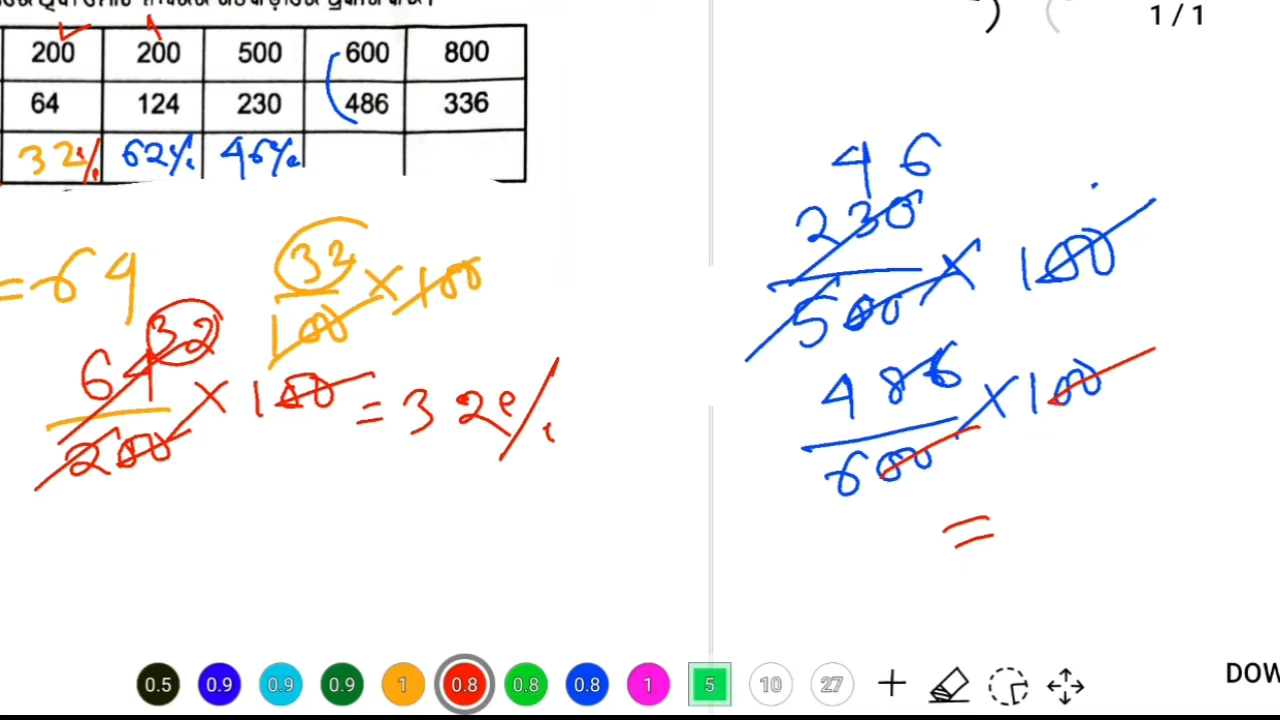 1 / 1
200 200 500 600 800
64 124 230 486 336
32% 62% 46%
= 64
32/100 × 100
64/200 × 100 = 32%
32
46
230/500 × 100
486/600 × 100
=
0.5 0.9 0.9 0.9 1 0.8 0.8 0.8 1 5 10 27
DOW